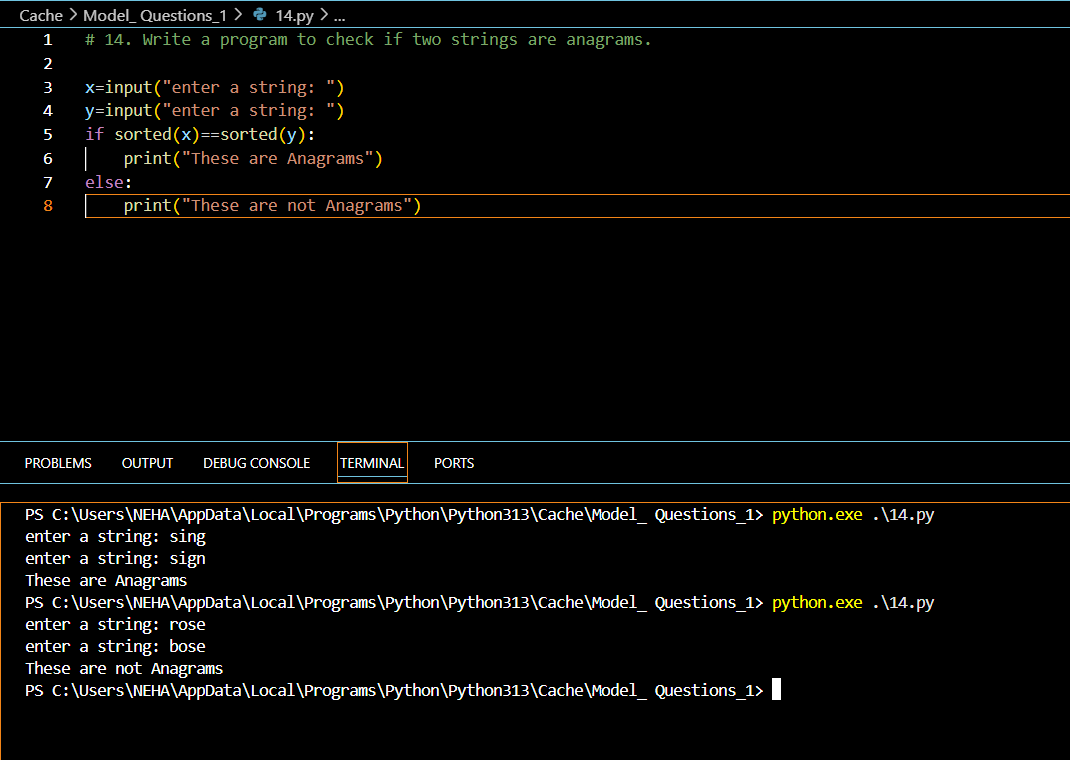 Cache > Model_ Questions_1 > 14.py > ...
1 # 14. Write a program to check if two strings are anagrams.
2
3 x=input("enter a string: ")
4 y=input("enter a string: ")
5 if sorted(x)==sorted(y):
6     print("These are Anagrams")
7 else:
8     print("These are not Anagrams")
PROBLEMS OUTPUT DEBUG CONSOLE TERMINAL PORTS
PS C:\Users\NEHA\AppData\Local\Programs\Python\Python313\Cache\Model_ Questions_1> python.exe .\14.py
enter a string: sing
enter a string: sign
These are Anagrams
PS C:\Users\NEHA\AppData\Local\Programs\Python\Python313\Cache\Model_ Questions_1> python.exe .\14.py
enter a string: rose
enter a string: bose
These are not Anagrams
PS C:\Users\NEHA\AppData\Local\Programs\Python\Python313\Cache\Model_ Questions_1>